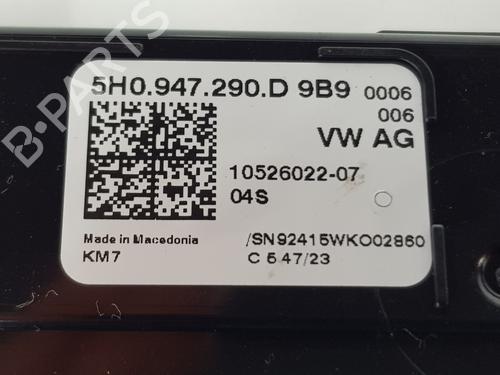 B-PARTS
5H0.947.290.D 9B9 0006
006
VW AG
10526022-07
04S
Made in Macedonia /SN92415WKO02860
KM7 C 5 47/23